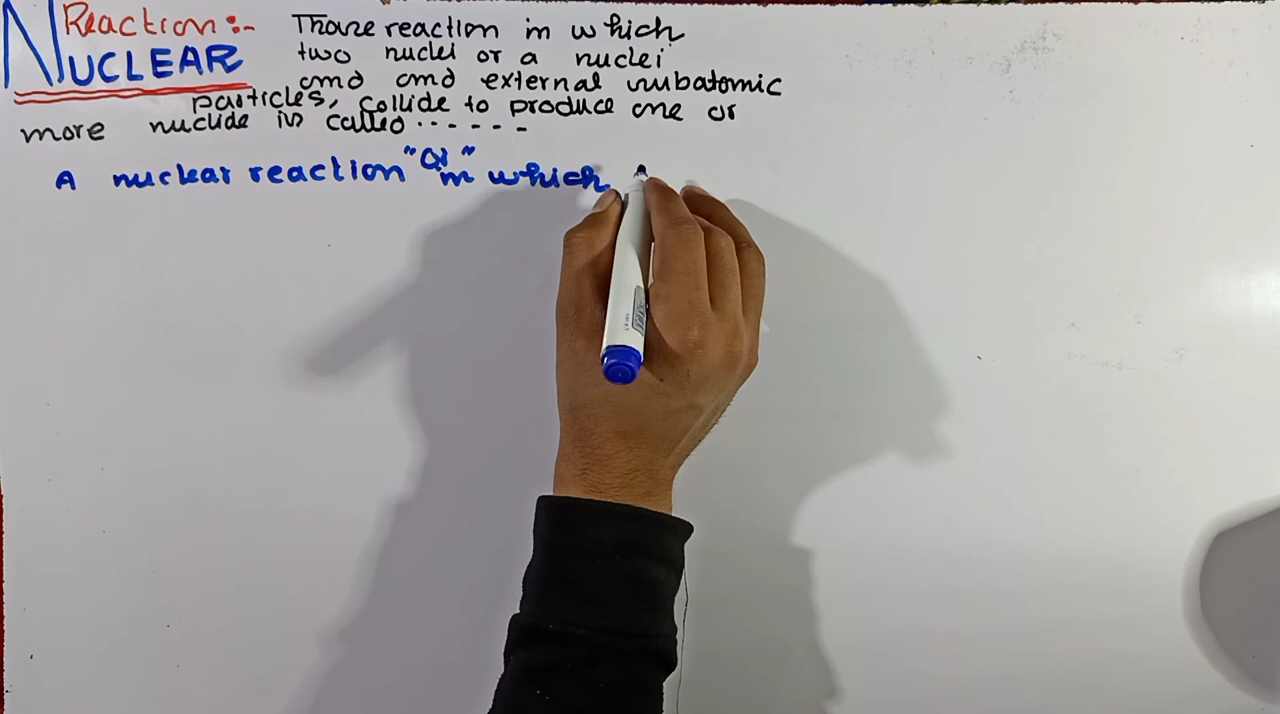 Reaction:-
NUCLEAR
Those reaction in which
two nuclei or a nuclei
and and external subatomic
particles, collide to produce one or
more nuclide is called ------
"Or"
A nuclear reaction in which